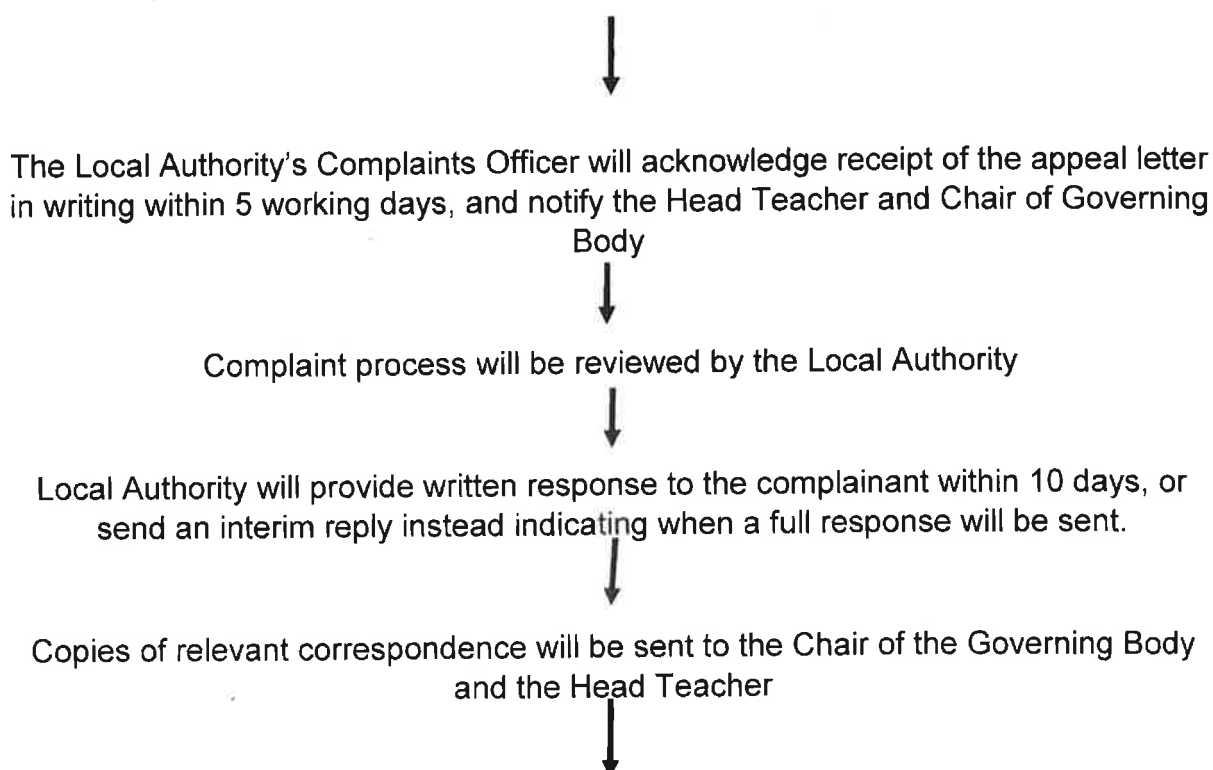 The Local Authority's Complaints Officer will acknowledge receipt of the appeal letter
in writing within 5 working days, and notify the Head Teacher and Chair of Governing
Body
Complaint process will be reviewed by the Local Authority
Local Authority will provide written response to the complainant within 10 days, or
send an interim reply instead indicating when a full response will be sent.
Copies of relevant correspondence will be sent to the Chair of the Governing Body
and the Head Teacher